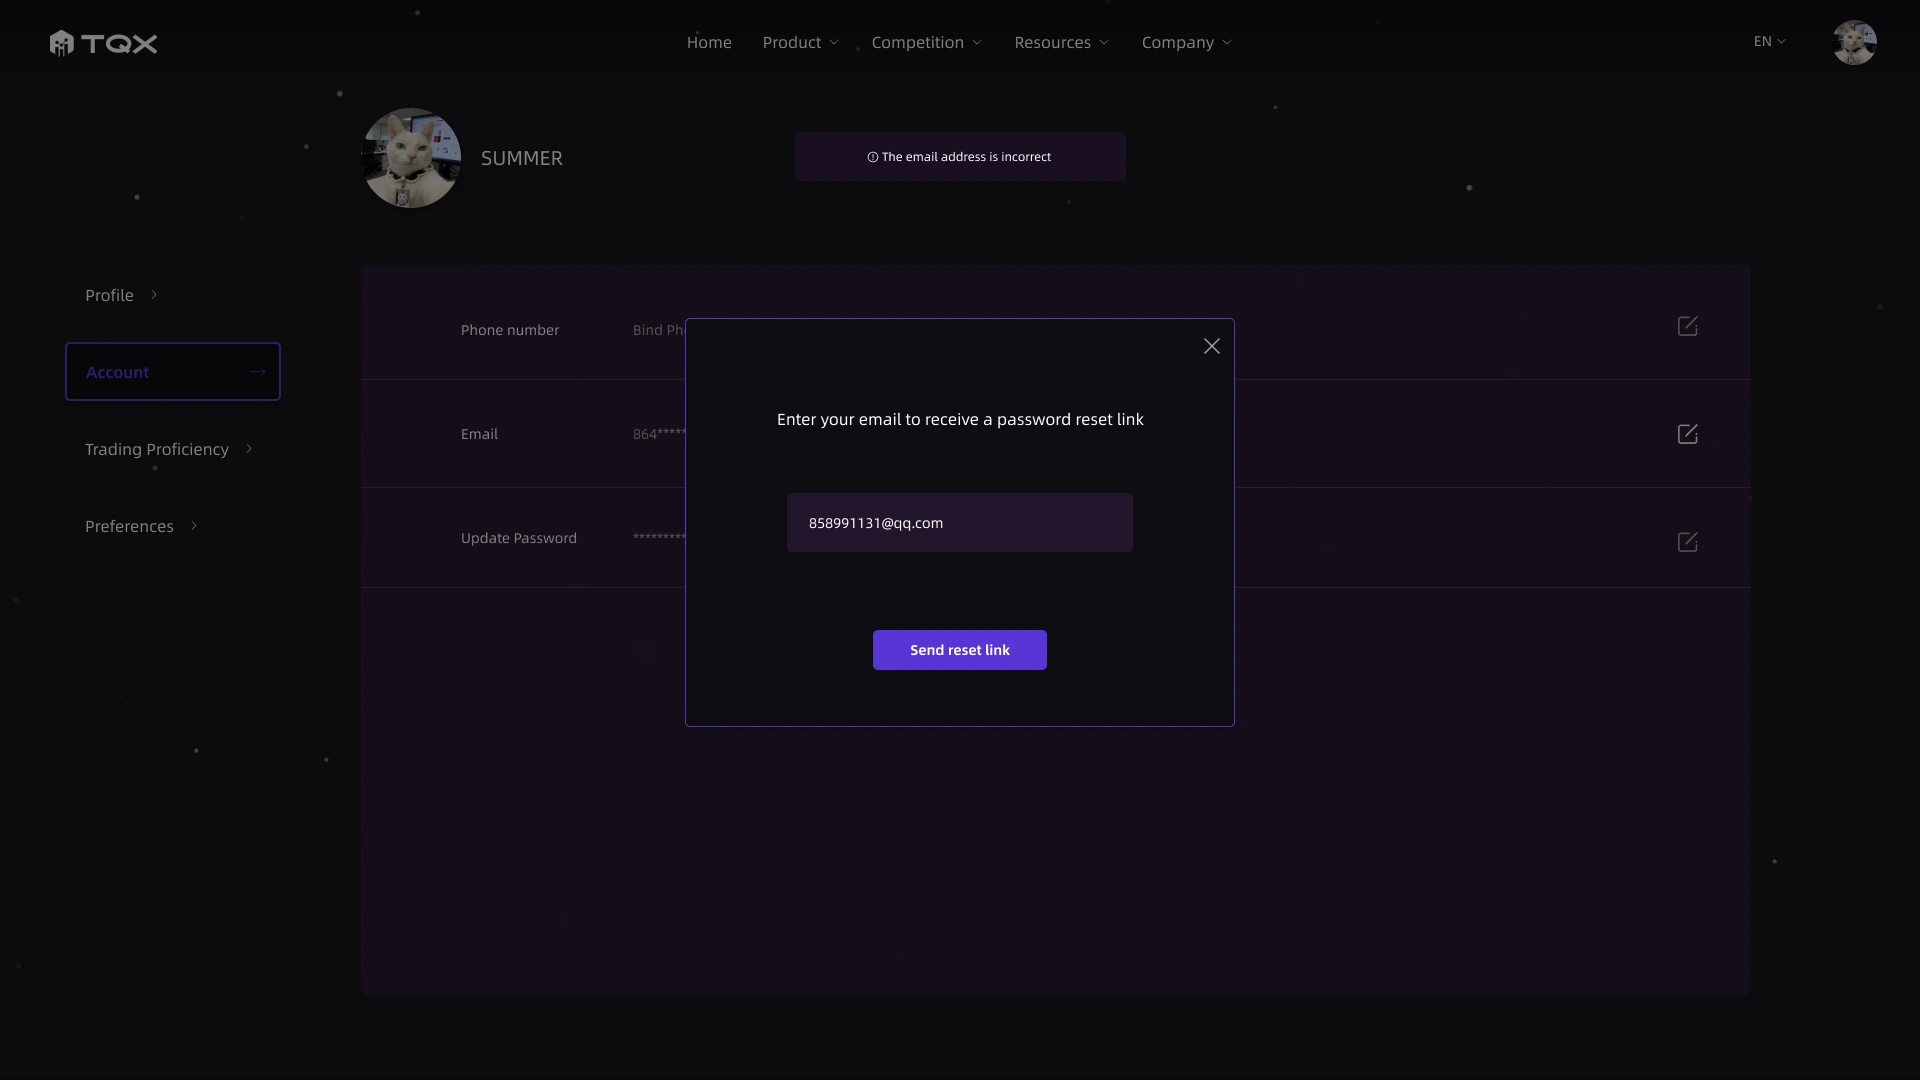 TQX
Home Product Competition Resources Company EN
SUMMER
The email address is incorrect
Profile
Account
Trading Proficiency
Preferences
Phone number Bind Ph
Email 864*****
Update Password *********
Enter your email to receive a password reset link
858991131@qq.com
Send reset link